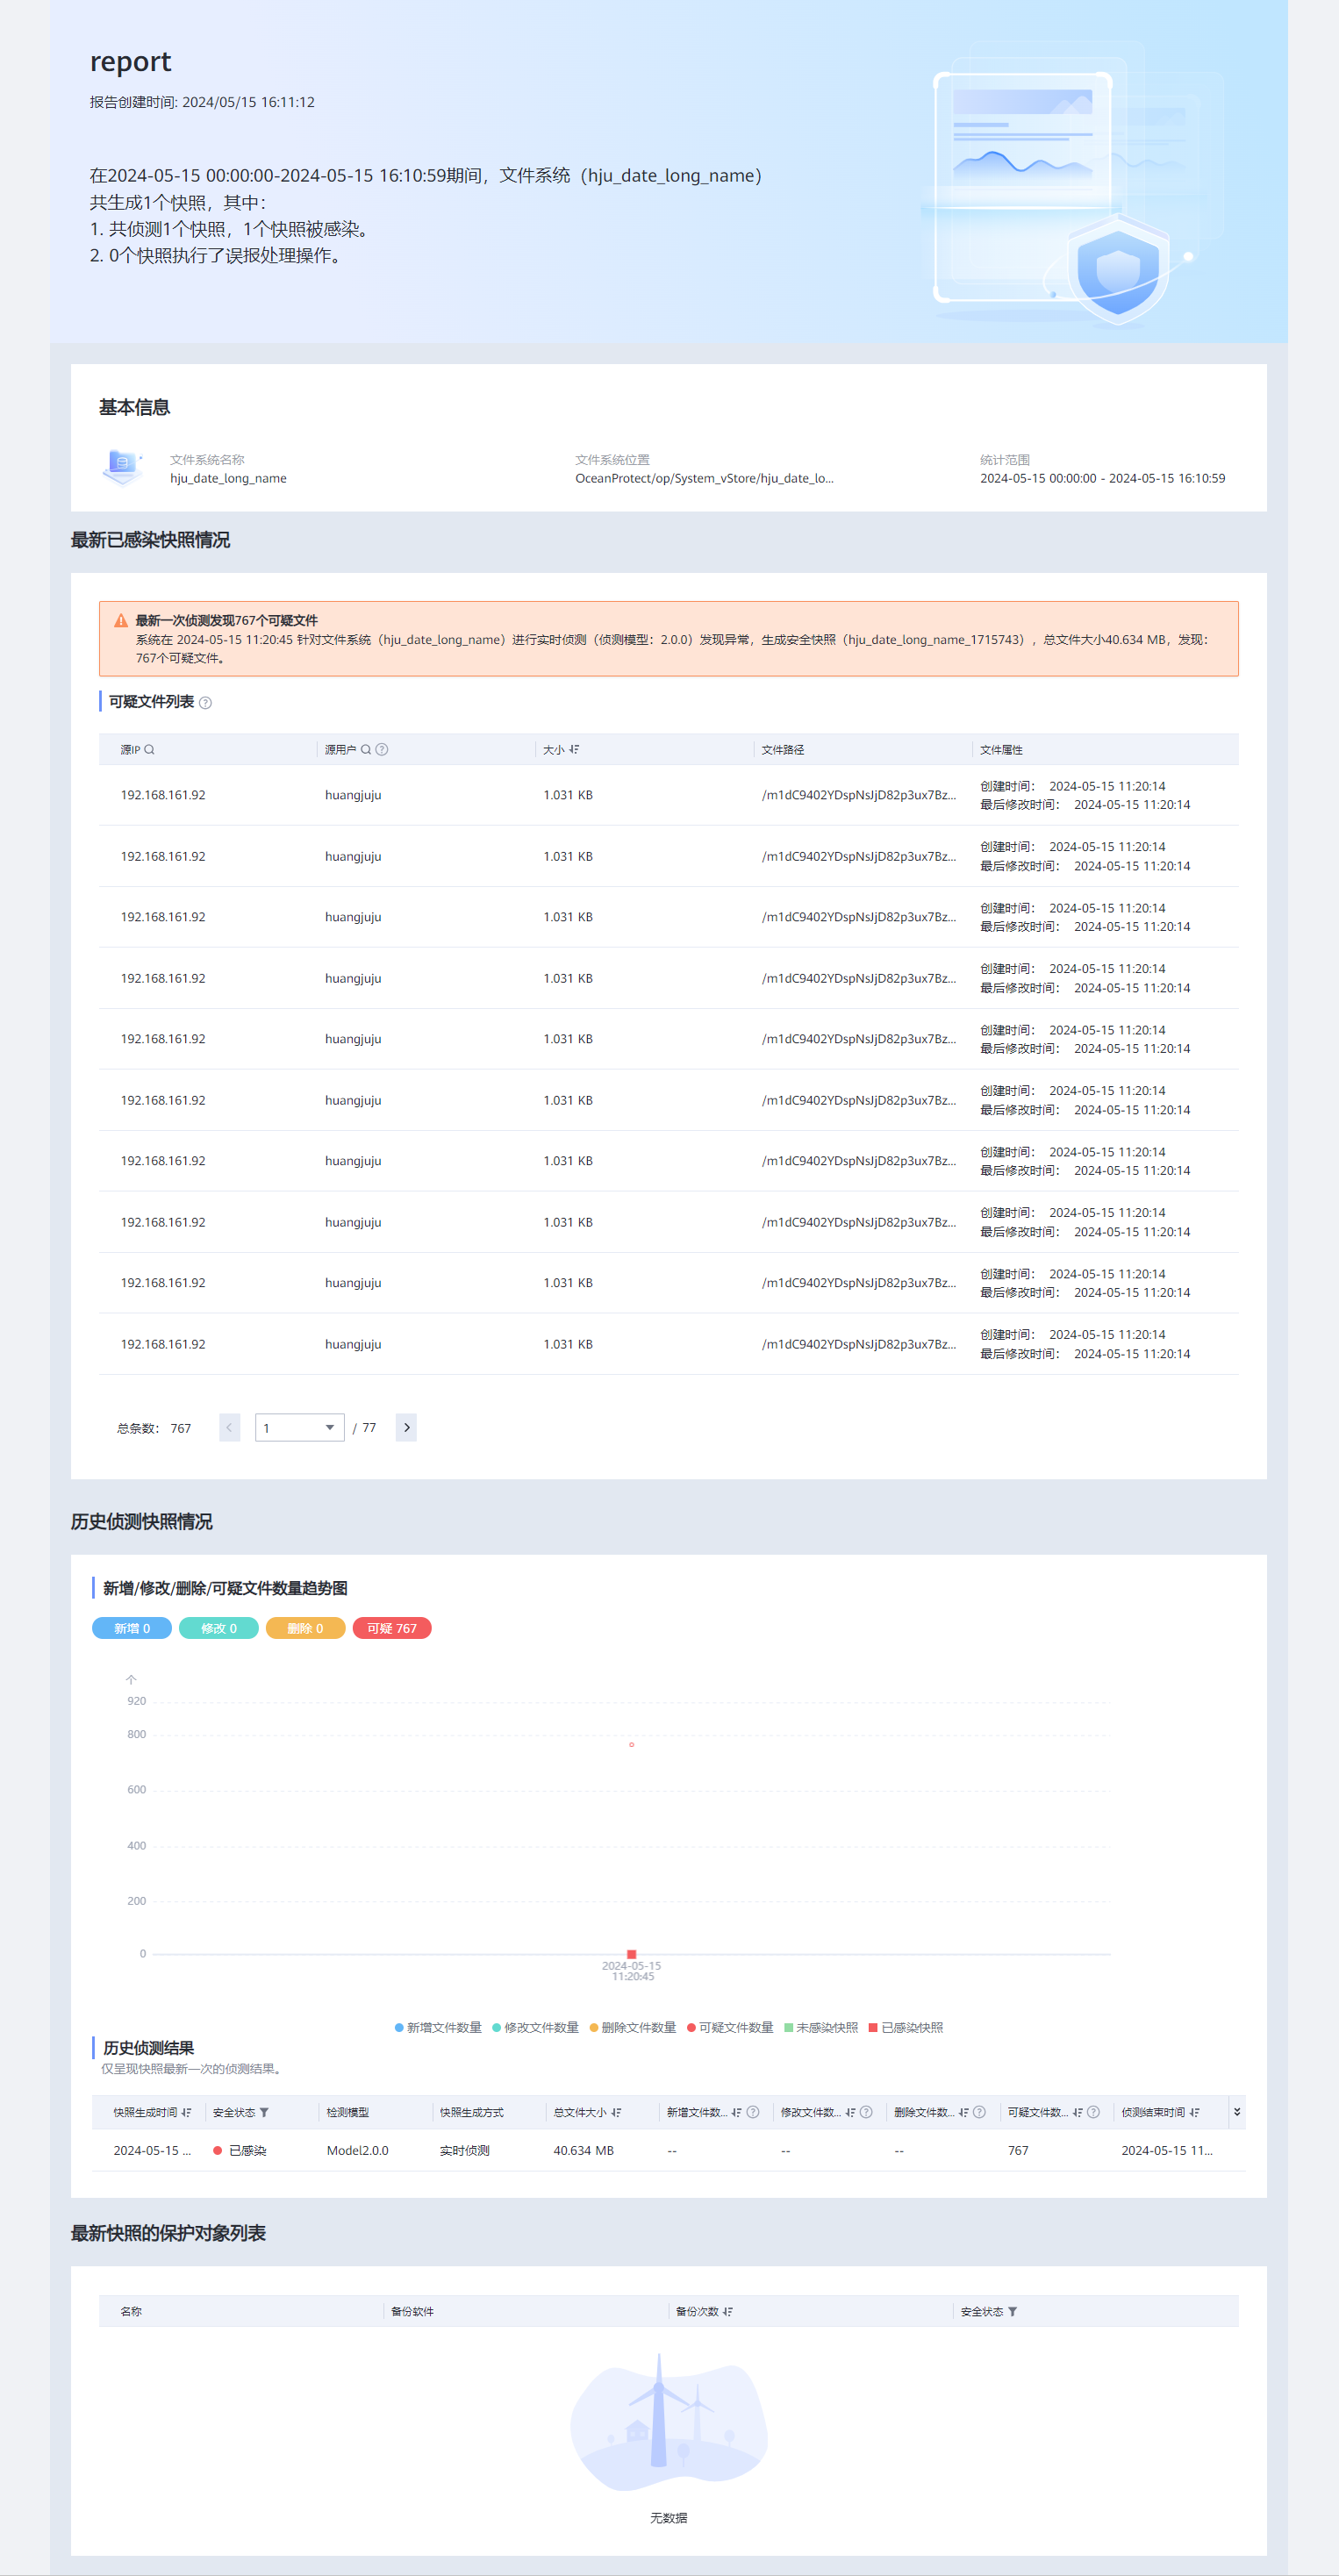 report
报告创建时间: 2024/05/15 16:11:12
在2024-05-15 00:00:00-2024-05-15 16:10:59期间，文件系统（hju_date_long_name）
共生成1个快照，其中：
1. 共侦测1个快照，1个快照被感染。
2. 0个快照执行了误报处理操作。
基本信息
文件系统名称 文件系统位置 统计范围
hju_date_long_name OceanProtect/op/System_vStore/hju_date_lo... 2024-05-15 00:00:00 - 2024-05-15 16:10:59
最新已感染快照情况
最新一次侦测发现767个可疑文件
系统在 2024-05-15 11:20:45 针对文件系统（hju_date_long_name）进行实时侦测（侦测模型：2.0.0）发现异常，生成安全快照（hju_date_long_name_1715743），总文件大小40.634 MB，发现：
767个可疑文件。
可疑文件列表
源IP 源用户 大小 文件路径 文件属性
192.168.161.92 huangjuju 1.031 KB /m1dC9402YDspNsJjD82p3ux7Bz... 创建时间： 2024-05-15 11:20:14
最后修改时间： 2024-05-15 11:20:14
192.168.161.92 huangjuju 1.031 KB /m1dC9402YDspNsJjD82p3ux7Bz... 创建时间： 2024-05-15 11:20:14
最后修改时间： 2024-05-15 11:20:14
192.168.161.92 huangjuju 1.031 KB /m1dC9402YDspNsJjD82p3ux7Bz... 创建时间： 2024-05-15 11:20:14
最后修改时间： 2024-05-15 11:20:14
192.168.161.92 huangjuju 1.031 KB /m1dC9402YDspNsJjD82p3ux7Bz... 创建时间： 2024-05-15 11:20:14
最后修改时间： 2024-05-15 11:20:14
192.168.161.92 huangjuju 1.031 KB /m1dC9402YDspNsJjD82p3ux7Bz... 创建时间： 2024-05-15 11:20:14
最后修改时间： 2024-05-15 11:20:14
192.168.161.92 huangjuju 1.031 KB /m1dC9402YDspNsJjD82p3ux7Bz... 创建时间： 2024-05-15 11:20:14
最后修改时间： 2024-05-15 11:20:14
192.168.161.92 huangjuju 1.031 KB /m1dC9402YDspNsJjD82p3ux7Bz... 创建时间： 2024-05-15 11:20:14
最后修改时间： 2024-05-15 11:20:14
192.168.161.92 huangjuju 1.031 KB /m1dC9402YDspNsJjD82p3ux7Bz... 创建时间： 2024-05-15 11:20:14
最后修改时间： 2024-05-15 11:20:14
192.168.161.92 huangjuju 1.031 KB /m1dC9402YDspNsJjD82p3ux7Bz... 创建时间： 2024-05-15 11:20:14
最后修改时间： 2024-05-15 11:20:14
192.168.161.92 huangjuju 1.031 KB /m1dC9402YDspNsJjD82p3ux7Bz... 创建时间： 2024-05-15 11:20:14
最后修改时间： 2024-05-15 11:20:14
总条数： 767 < 1 / 77 >
历史侦测快照情况
新增/修改/删除/可疑文件数量趋势图
新增 0 修改 0 删除 0 可疑 767
个
920
800
600
400
200
0
2024-05-15
11:20:45
新增文件数量 修改文件数量 删除文件数量 可疑文件数量 未感染快照 已感染快照
历史侦测结果
仅呈现快照最新一次的侦测结果。
快照生成时间 安全状态 检测模型 快照生成方式 总文件大小 新增文件数... 修改文件数... 删除文件数... 可疑文件数... 侦测结束时间
2024-05-15 ... 已感染 Model2.0.0 实时侦测 40.634 MB -- -- -- 767 2024-05-15 11...
最新快照的保护对象列表
名称 备份软件 备份次数 安全状态
无数据